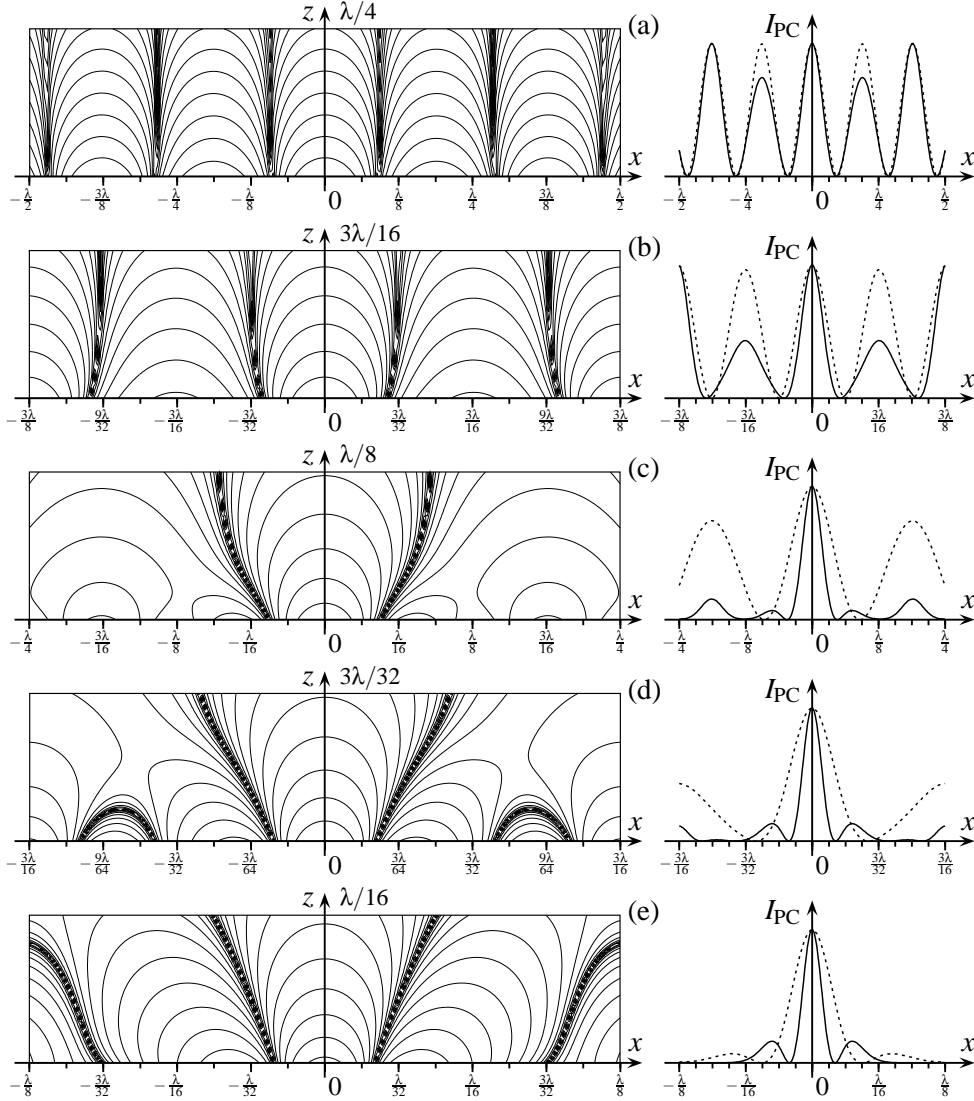 z λ/4 (a) I_PC
x x
−λ/2 −3λ/8 −λ/4 −λ/8 0 λ/8 λ/4 3λ/8 λ/2 −λ/2 −λ/4 0 λ/4 λ/2
z 3λ/16 (b) I_PC
x x
−3λ/8 −9λ/32 −3λ/16 −3λ/32 0 3λ/32 3λ/16 9λ/32 3λ/8 −3λ/8 −3λ/16 0 3λ/16 3λ/8
z λ/8 (c) I_PC
x x
−λ/4 −3λ/16 −λ/8 −λ/16 0 λ/16 λ/8 3λ/16 λ/4 −λ/4 −λ/8 0 λ/8 λ/4
z 3λ/32 (d) I_PC
x x
−3λ/16 −9λ/64 −3λ/32 −3λ/64 0 3λ/64 3λ/32 9λ/64 3λ/16 −3λ/16 −3λ/32 0 3λ/32 3λ/16
z λ/16 (e) I_PC
x x
−λ/8 −3λ/32 −λ/16 −λ/32 0 λ/32 λ/16 3λ/32 λ/8 −λ/8 −λ/16 0 λ/16 λ/8